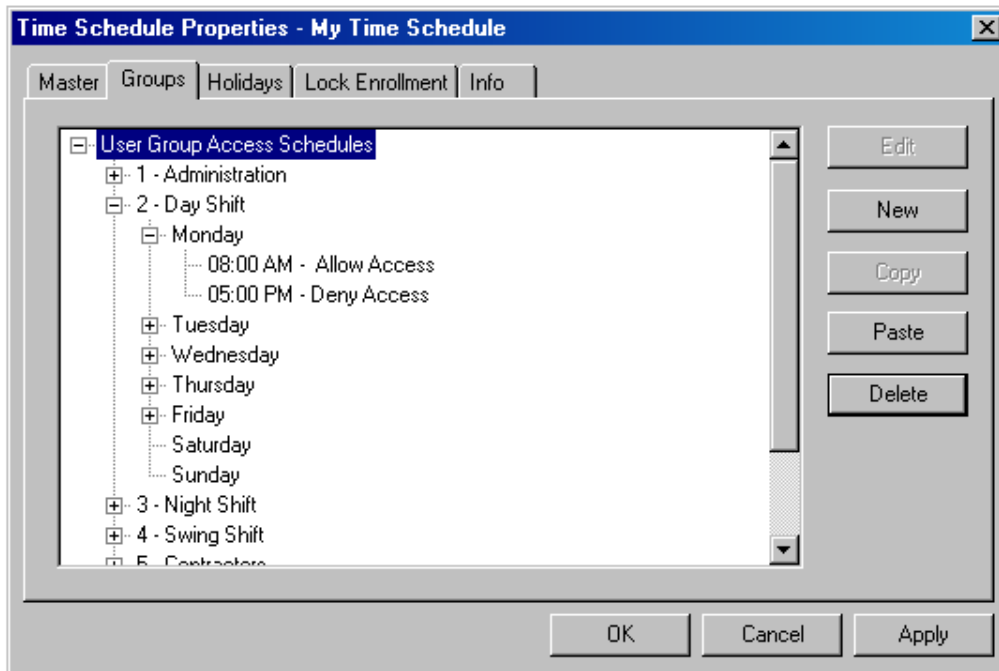 Time Schedule Properties - My Time Schedule
Master Groups Holidays Lock Enrollment Info
User Group Access Schedules
1 - Administration
2 - Day Shift
Monday
08:00 AM - Allow Access
05:00 PM - Deny Access
Tuesday
Wednesday
Thursday
Friday
Saturday
Sunday
3 - Night Shift
4 - Swing Shift
5 - Contractors
Edit
New
Copy
Paste
Delete
OK Cancel Apply